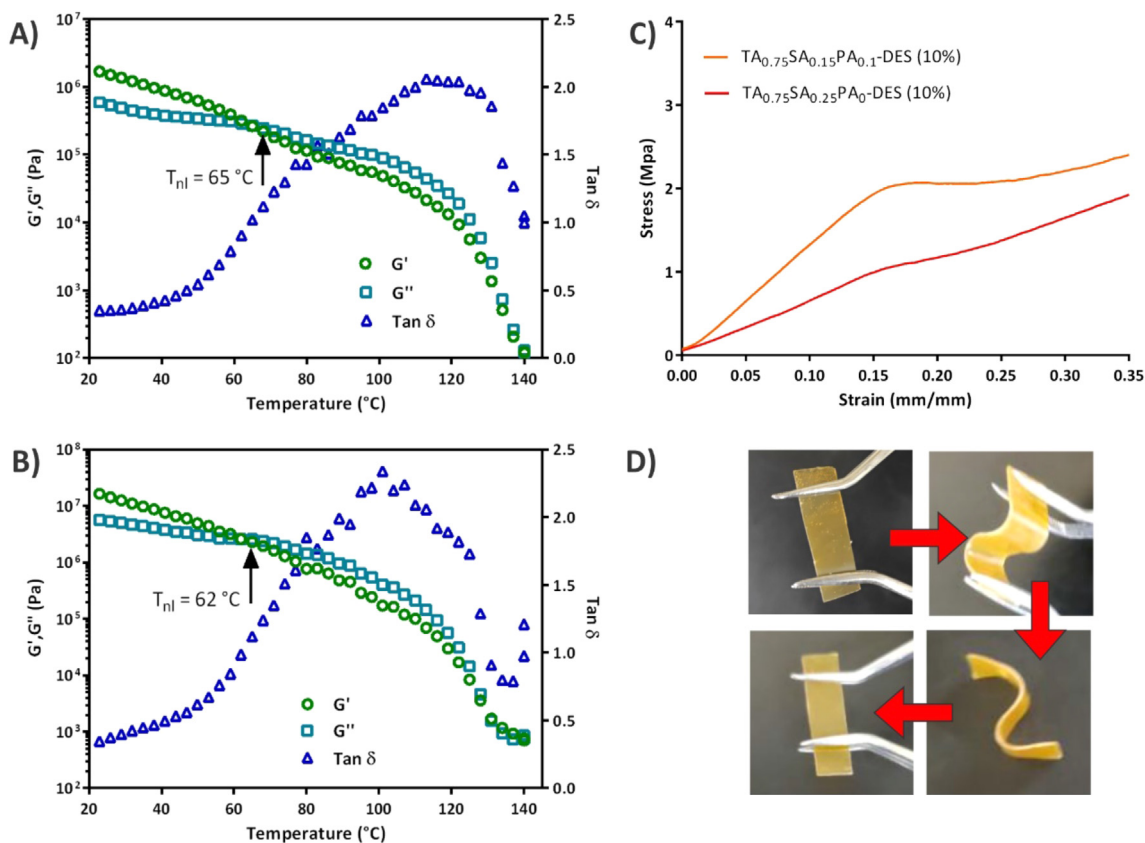 A)
10⁷
10⁶
10⁵
10⁴
10³
10²
G',G'' (Pa)
2.5
2.0
1.5
1.0
0.5
0.0
Tan δ
Tₙₗ = 65 °C
G'
G''
Tan δ
20 40 60 80 100 120 140
Temperature (°C)
C)
4
3
2
1
0
Stress (Mpa)
TA₀.₇₅SA₀.₁₅PA₀.₁-DES (10%)
TA₀.₇₅SA₀.₂₅PA₀-DES (10%)
0.00 0.05 0.10 0.15 0.20 0.25 0.30 0.35
Strain (mm/mm)
B)
10⁸
10⁷
10⁶
10⁵
10⁴
10³
10²
G',G'' (Pa)
2.5
2.0
1.5
1.0
0.5
0.0
Tan δ
Tₙₗ = 62 °C
G'
G''
Tan δ
20 40 60 80 100 120 140
Temperature (°C)
D)